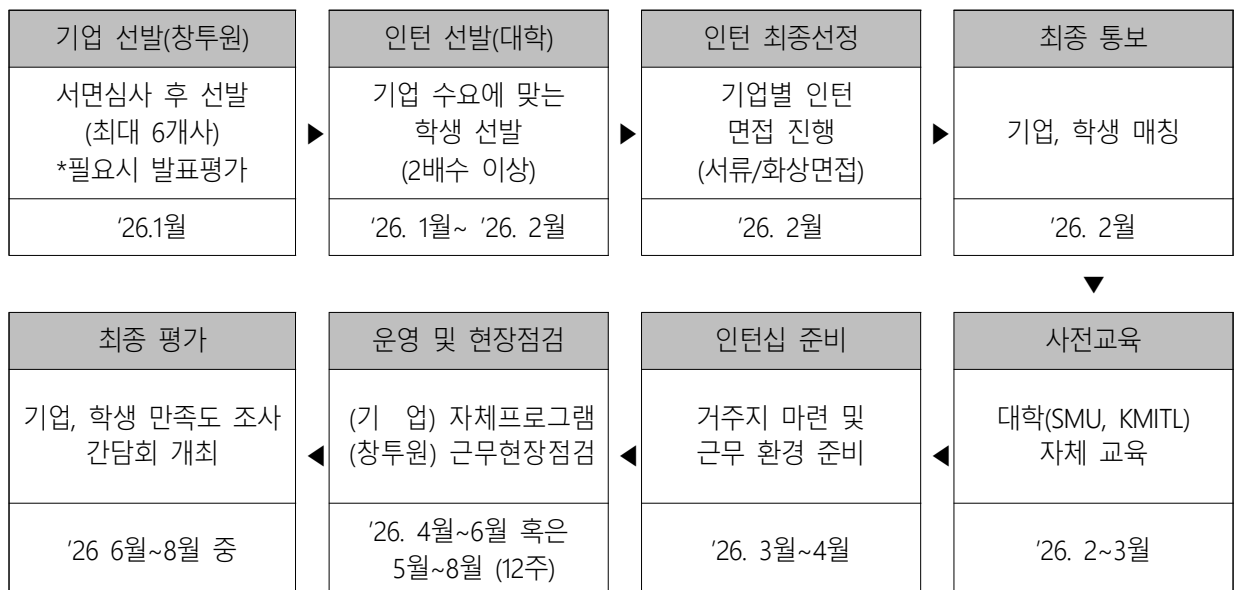 기업 선발(창투원)
서면심사 후 선발
(최대 6개사)
*필요시 발표평가
'26.1월
▶
인턴 선발(대학)
기업 수요에 맞는
학생 선발
(2배수 이상)
'26. 1월~ '26. 2월
▶
인턴 최종선정
기업별 인턴
면접 진행
(서류/화상면접)
'26. 2월
▶
최종 통보
기업, 학생 매칭
'26. 2월
▼
사전교육
대학(SMU, KMITL)
자체 교육
'26. 2~3월
◀
인턴십 준비
거주지 마련 및
근무 환경 준비
'26. 3월~4월
◀
운영 및 현장점검
(기 업) 자체프로그램
(창투원) 근무현장점검
'26. 4월~6월 혹은
5월~8월 (12주)
◀
최종 평가
기업, 학생 만족도 조사
간담회 개최
'26 6월~8월 중